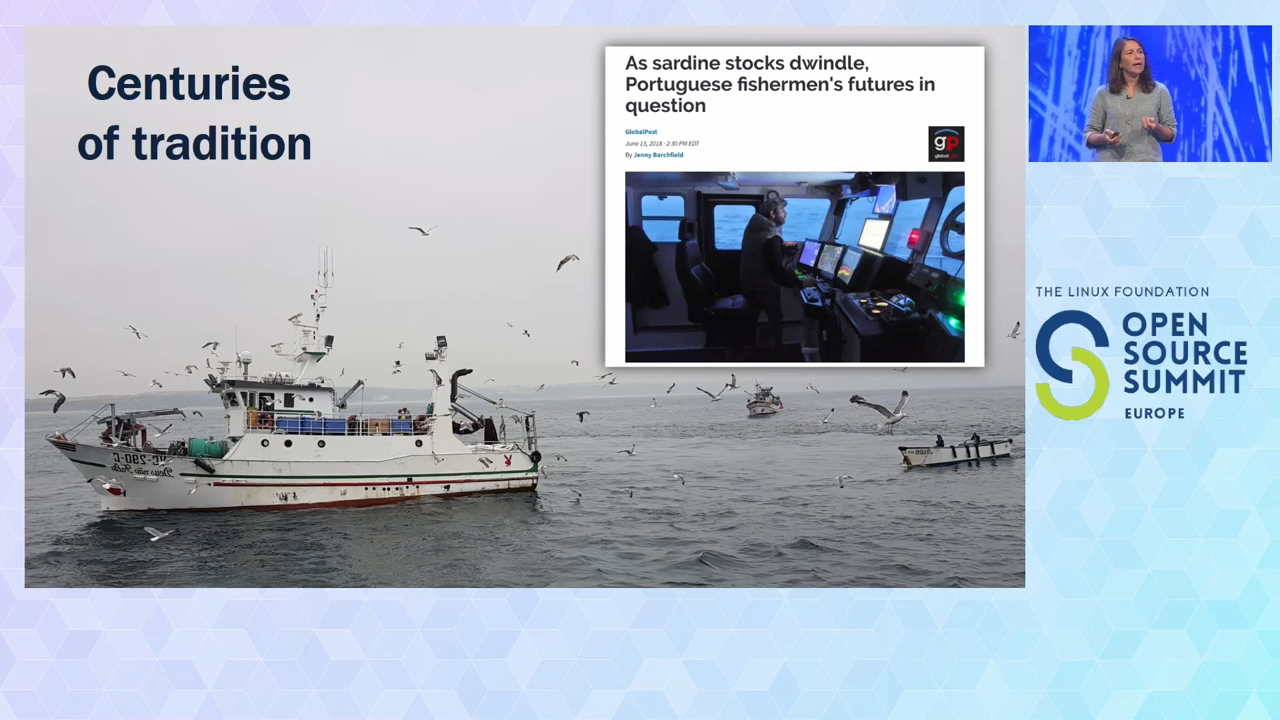 Centuries
of tradition
As sardine stocks dwindle,
Portuguese fishermen's futures in
question
GlobalPost
June 13, 2018 · 2:30 PM EDT
By Jenny Barchfield
gp
THE LINUX FOUNDATION
OPEN
SOURCE
SUMMIT
EUROPE